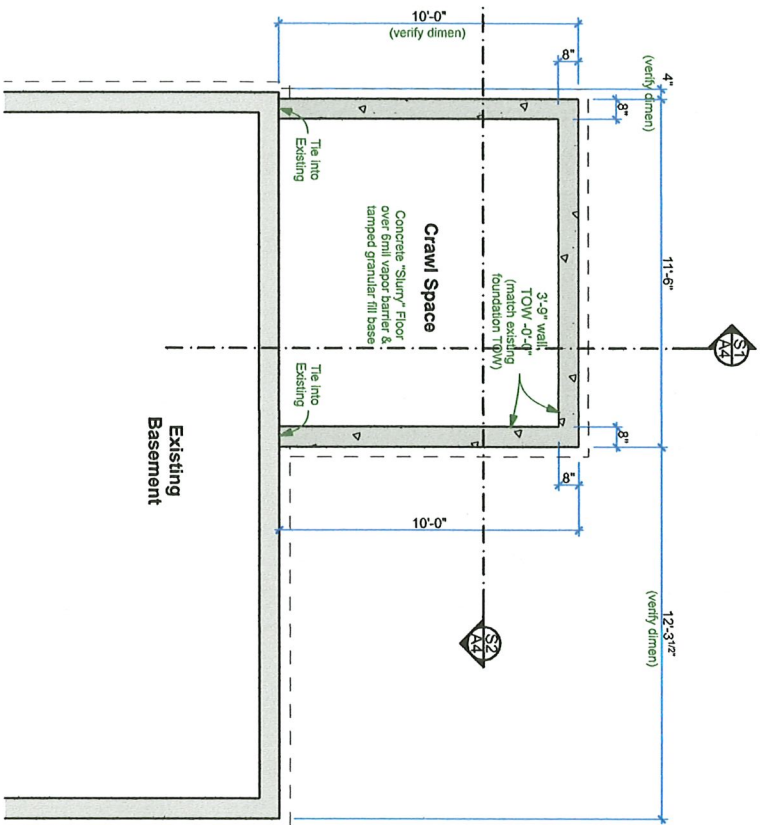 10'-0"
(verify dimen)
8"
4"
(verify dimen)
8"
11'-6"
Tie into
Existing
Concrete "Slurry" Floor
over 6mil vapor barrier &
tamped granular fill base
Crawl Space
3'-9" wall
TOW -0'-0"
(match existing
foundation TOW)
S1
A4
Tie into
Existing
8"
8"
10'-0"
Existing
Basement
12'-3 1/2"
(verify dimen)
S2
A4